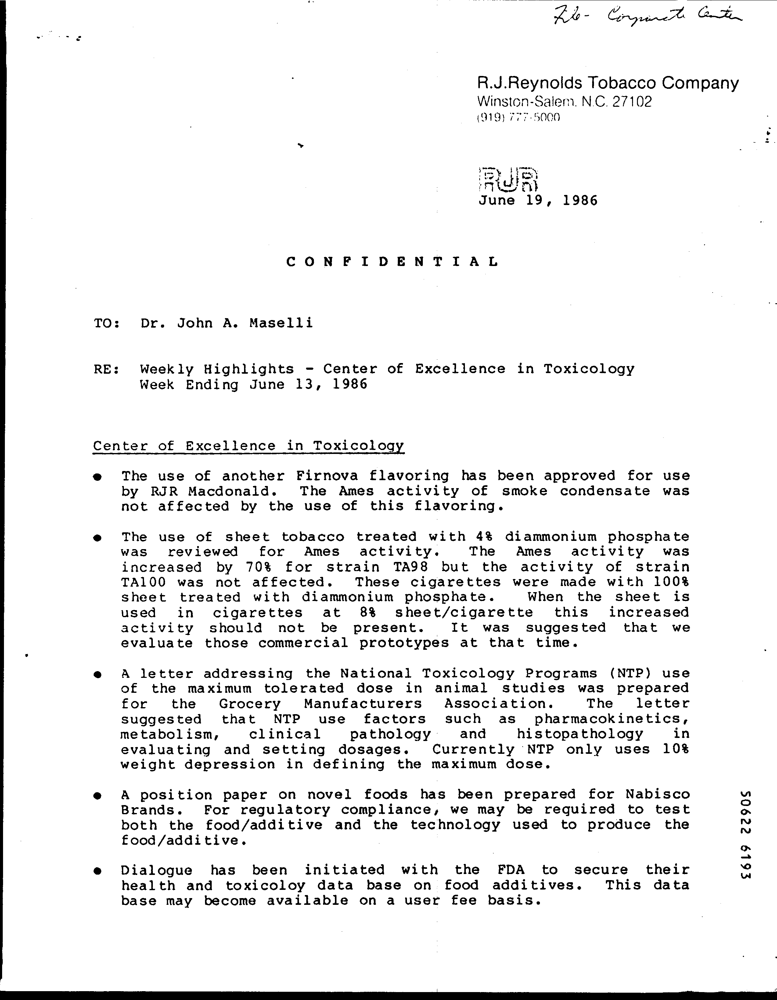 File - Corporate Center
R.J.Reynolds Tobacco Company
Winston-Salem, N.C. 27102
(919) 777-5000
RJR
June 19, 1986
CONFIDENTIAL
TO: Dr. John A. Maselli
RE: Weekly Highlights - Center of Excellence in Toxicology
Week Ending June 13, 1986
Center of Excellence in Toxicology
● The use of another Firnova flavoring has been approved for use
by RJR Macdonald. The Ames activity of smoke condensate was
not affected by the use of this flavoring.
● The use of sheet tobacco treated with 4% diammonium phosphate
was reviewed for Ames activity. The Ames activity was
increased by 70% for strain TA98 but the activity of strain
TA100 was not affected. These cigarettes were made with 100%
sheet treated with diammonium phosphate. When the sheet is
used in cigarettes at 8% sheet/cigarette this increased
activity should not be present. It was suggested that we
evaluate those commercial prototypes at that time.
● A letter addressing the National Toxicology Programs (NTP) use
of the maximum tolerated dose in animal studies was prepared
for the Grocery Manufacturers Association. The letter
suggested that NTP use factors such as pharmacokinetics,
metabolism, clinical pathology and histopathology in
evaluating and setting dosages. Currently NTP only uses 10%
weight depression in defining the maximum dose.
● A position paper on novel foods has been prepared for Nabisco
Brands. For regulatory compliance, we may be required to test
both the food/additive and the technology used to produce the
food/additive.
● Dialogue has been initiated with the FDA to secure their
health and toxicoloy data base on food additives. This data
base may become available on a user fee basis.
50622 6193